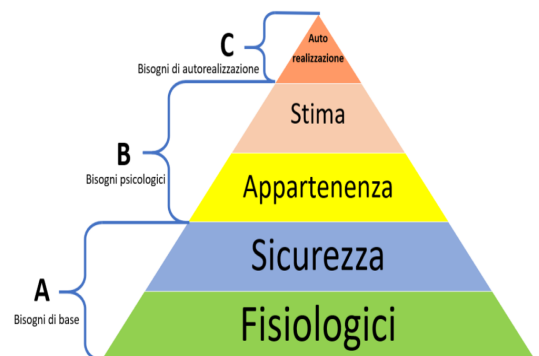 C
Bisogni di autorealizzazione
Auto
realizzazione
Stima
B
Bisogni psicologici
Appartenenza
Sicurezza
A
Bisogni di base
Fisiologici